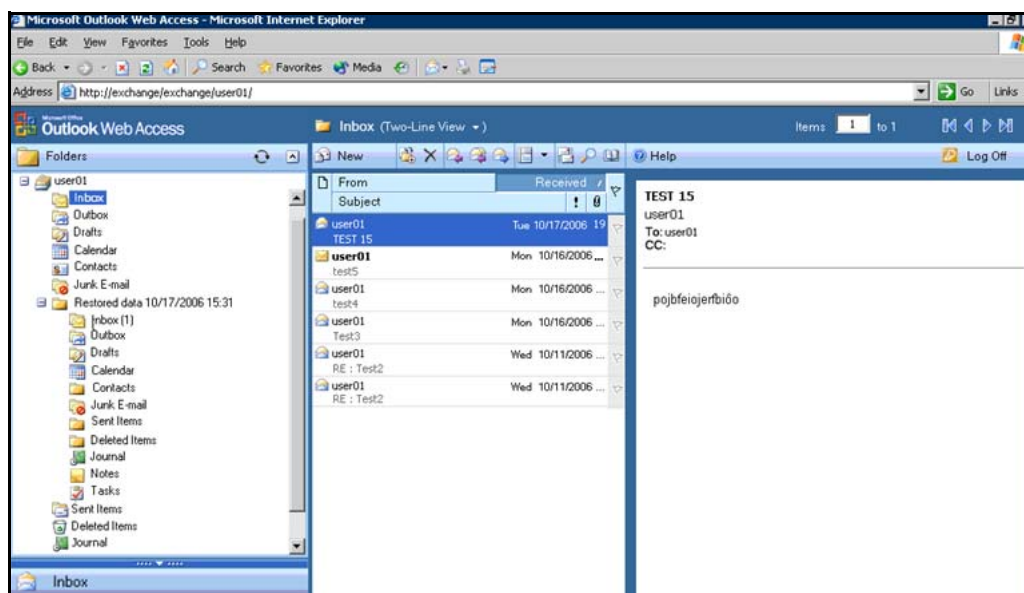 Microsoft Outlook Web Access - Microsoft Internet Explorer
File Edit View Favorites Tools Help
Back Search Favorites Media
Address http://exchange/exchange/user01/ Go Links
Microsoft Office
Outlook Web Access Inbox (Two-Line View) Items 1 to 1
Folders New Help Log Off
user01
Inbox
Outbox
Drafts
Calendar
Contacts
Junk E-mail
Restored data 10/17/2006 15:31
Inbox (1)
Outbox
Drafts
Calendar
Contacts
Junk E-mail
Sent Items
Deleted Items
Journal
Notes
Tasks
Sent Items
Deleted Items
Journal
Inbox
From Received
Subject
user01 Tue 10/17/2006 19
TEST 15
user01 Mon 10/16/2006 ...
test5
user01 Mon 10/16/2006 ...
test4
user01 Mon 10/16/2006 ...
Test3
user01 Wed 10/11/2006 ...
RE : Test2
user01 Wed 10/11/2006 ...
RE : Test2
TEST 15
user01
To: user01
CC:
pojbfeiojerfbiôo